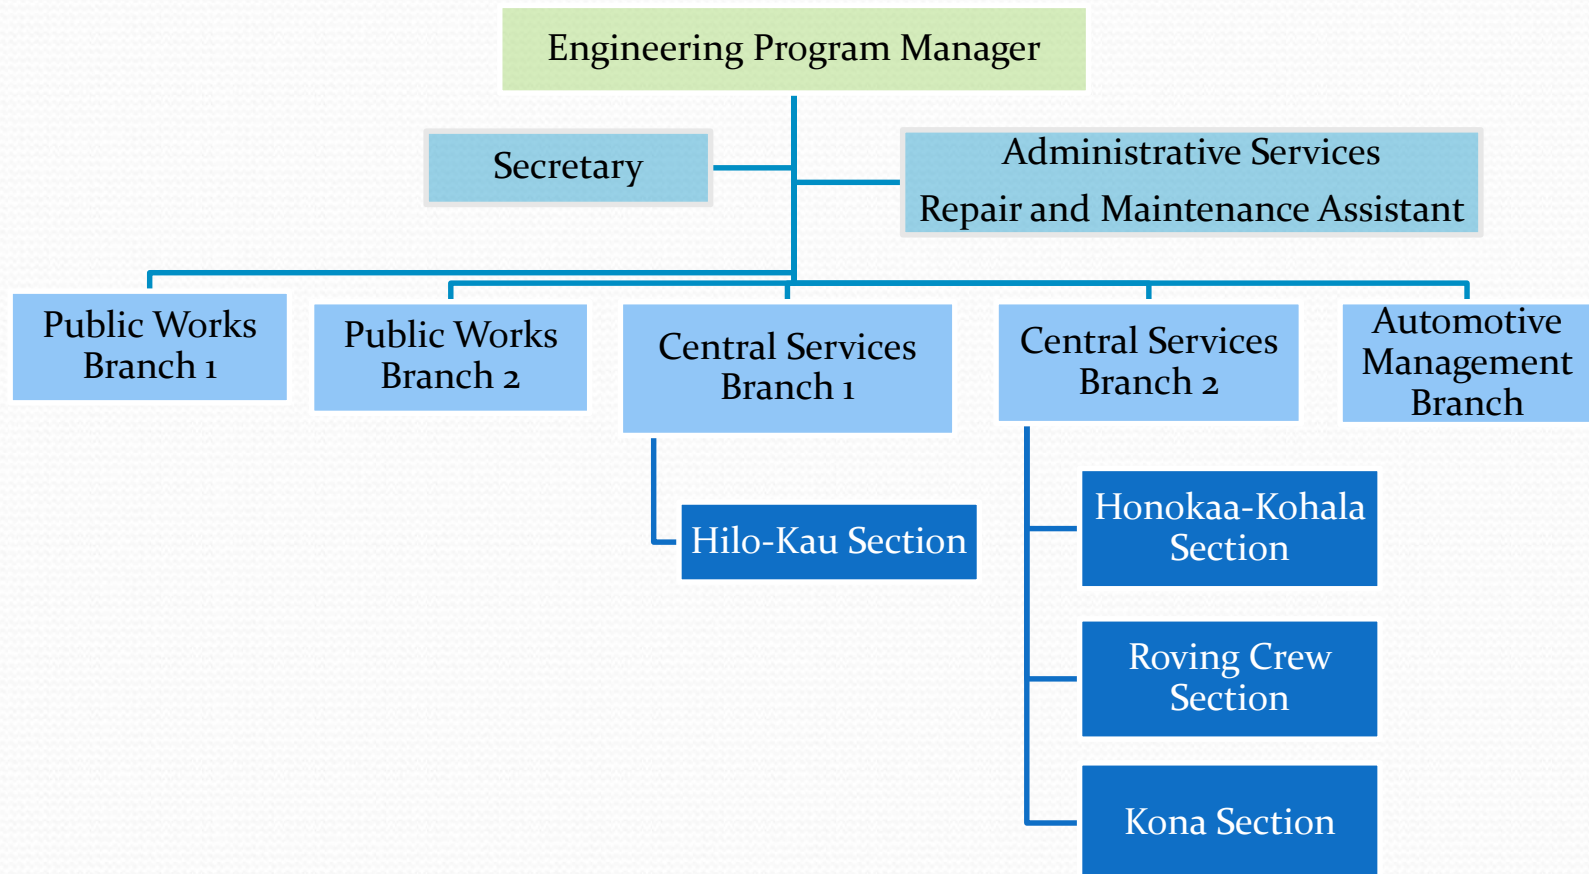 Engineering Program Manager
Secretary
Administrative Services
Repair and Maintenance Assistant
Public Works
Branch 1
Public Works
Branch 2
Central Services
Branch 1
Central Services
Branch 2
Automotive
Management
Branch
Hilo-Kau Section
Honokaa-Kohala
Section
Roving Crew
Section
Kona Section